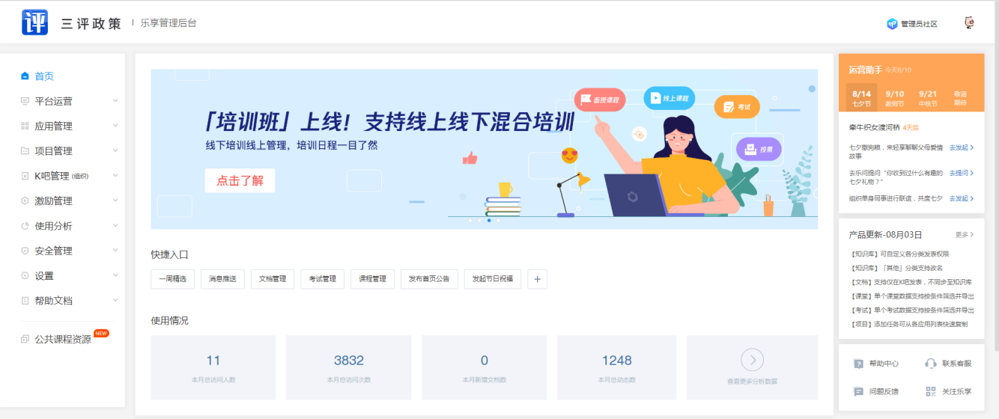 评 三评政策 乐享管理后台
管理员社区
首页
平台运营
应用管理
项目管理
K吧管理 (组织)
激励管理
使用分析
安全管理
设置
帮助文档
公共课程资源 NEW
「培训班」上线！支持线上线下混合培训
线下培训线上管理，培训日程一目了然
点击了解
面授课程
线上课程
考试
投票
快捷入口
一周精选 消息推送 文档管理 考试管理 课程管理 发布首页公告 发起节日祝福 +
使用情况
11 3832 0 1248
本月总访问人数 本月总访问次数 本月新增文档数 本月总动态数 查看更多分析数据
运营助手 今天8/10
8/14 9/10 9/21 敬请
七夕节 教师节 中秋节 期待
牵牛织女渡河桥 4天后
七夕撒狗粮，来轻享聊聊父母爱情 去发起
故事
去乐问提问“你收到过什么有趣的 去提问
七夕礼物？”
组织单身同事进行联谊，共度七夕 去发起
产品更新-08月03日 更多
【知识库】可自定义各分类发表权限
【知识库】「其他」分类支持改名
【文档】支持仅在K吧发表，不同步至知识库
【课堂】单个课堂数据支持按条件筛选并导出
【考试】单个考试数据支持按条件筛选并导出
【项目】添加任务可从各应用列表快速复制
帮助中心 联系客服
问题反馈 关注乐享